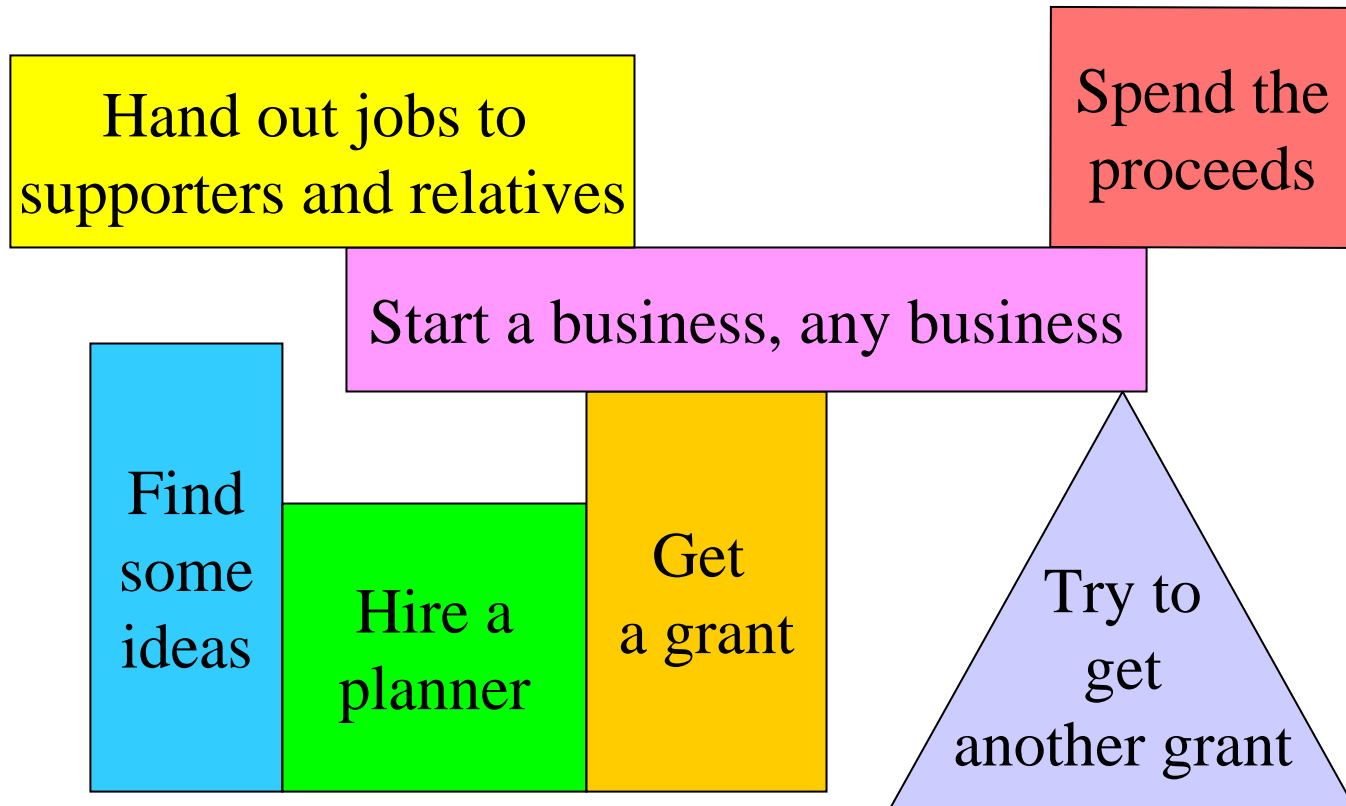 Hand out jobs to
supporters and relatives
Spend the
proceeds
Start a business, any business
Find
some
ideas
Hire a
planner
Get
a grant
Try to
get
another grant